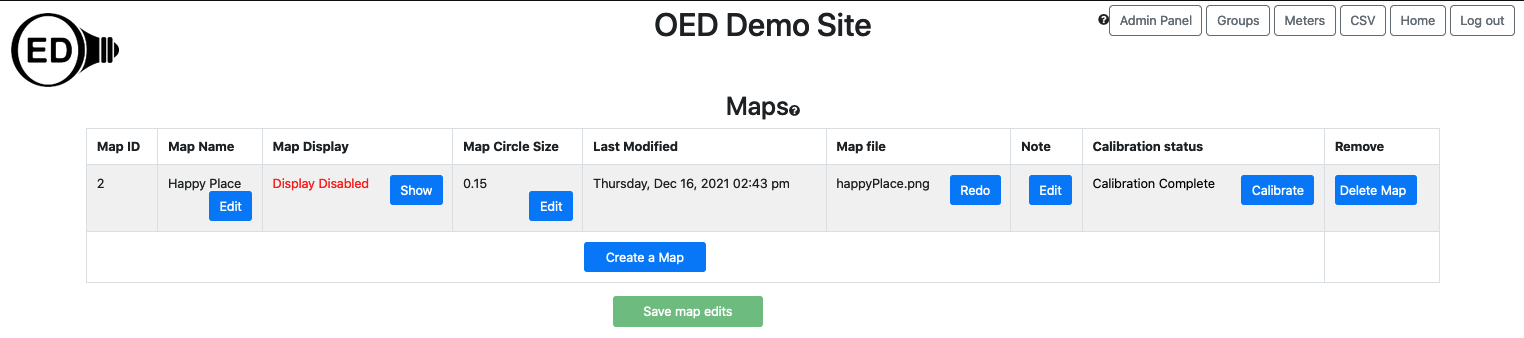 ED
OED Demo Site
Admin Panel Groups Meters CSV Home Log out
Maps
Map ID Map Name Map Display Map Circle Size Last Modified Map file Note Calibration status Remove
2 Happy Place Display Disabled Show 0.15 Thursday, Dec 16, 2021 02:43 pm happyPlace.png Redo Edit Calibration Complete Calibrate Delete Map
Edit Edit
Create a Map
Save map edits